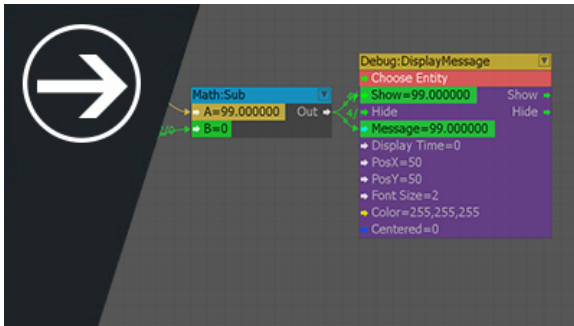 Debug:DisplayMessage
Choose Entity
Math:Sub
Show=99.000000 Show
A=99.000000 Out
Hide Hide
B=0
Message=99.000000
Display Time=0
PosX=50
PosY=50
Font Size=2
Color=255,255,255
Centered=0